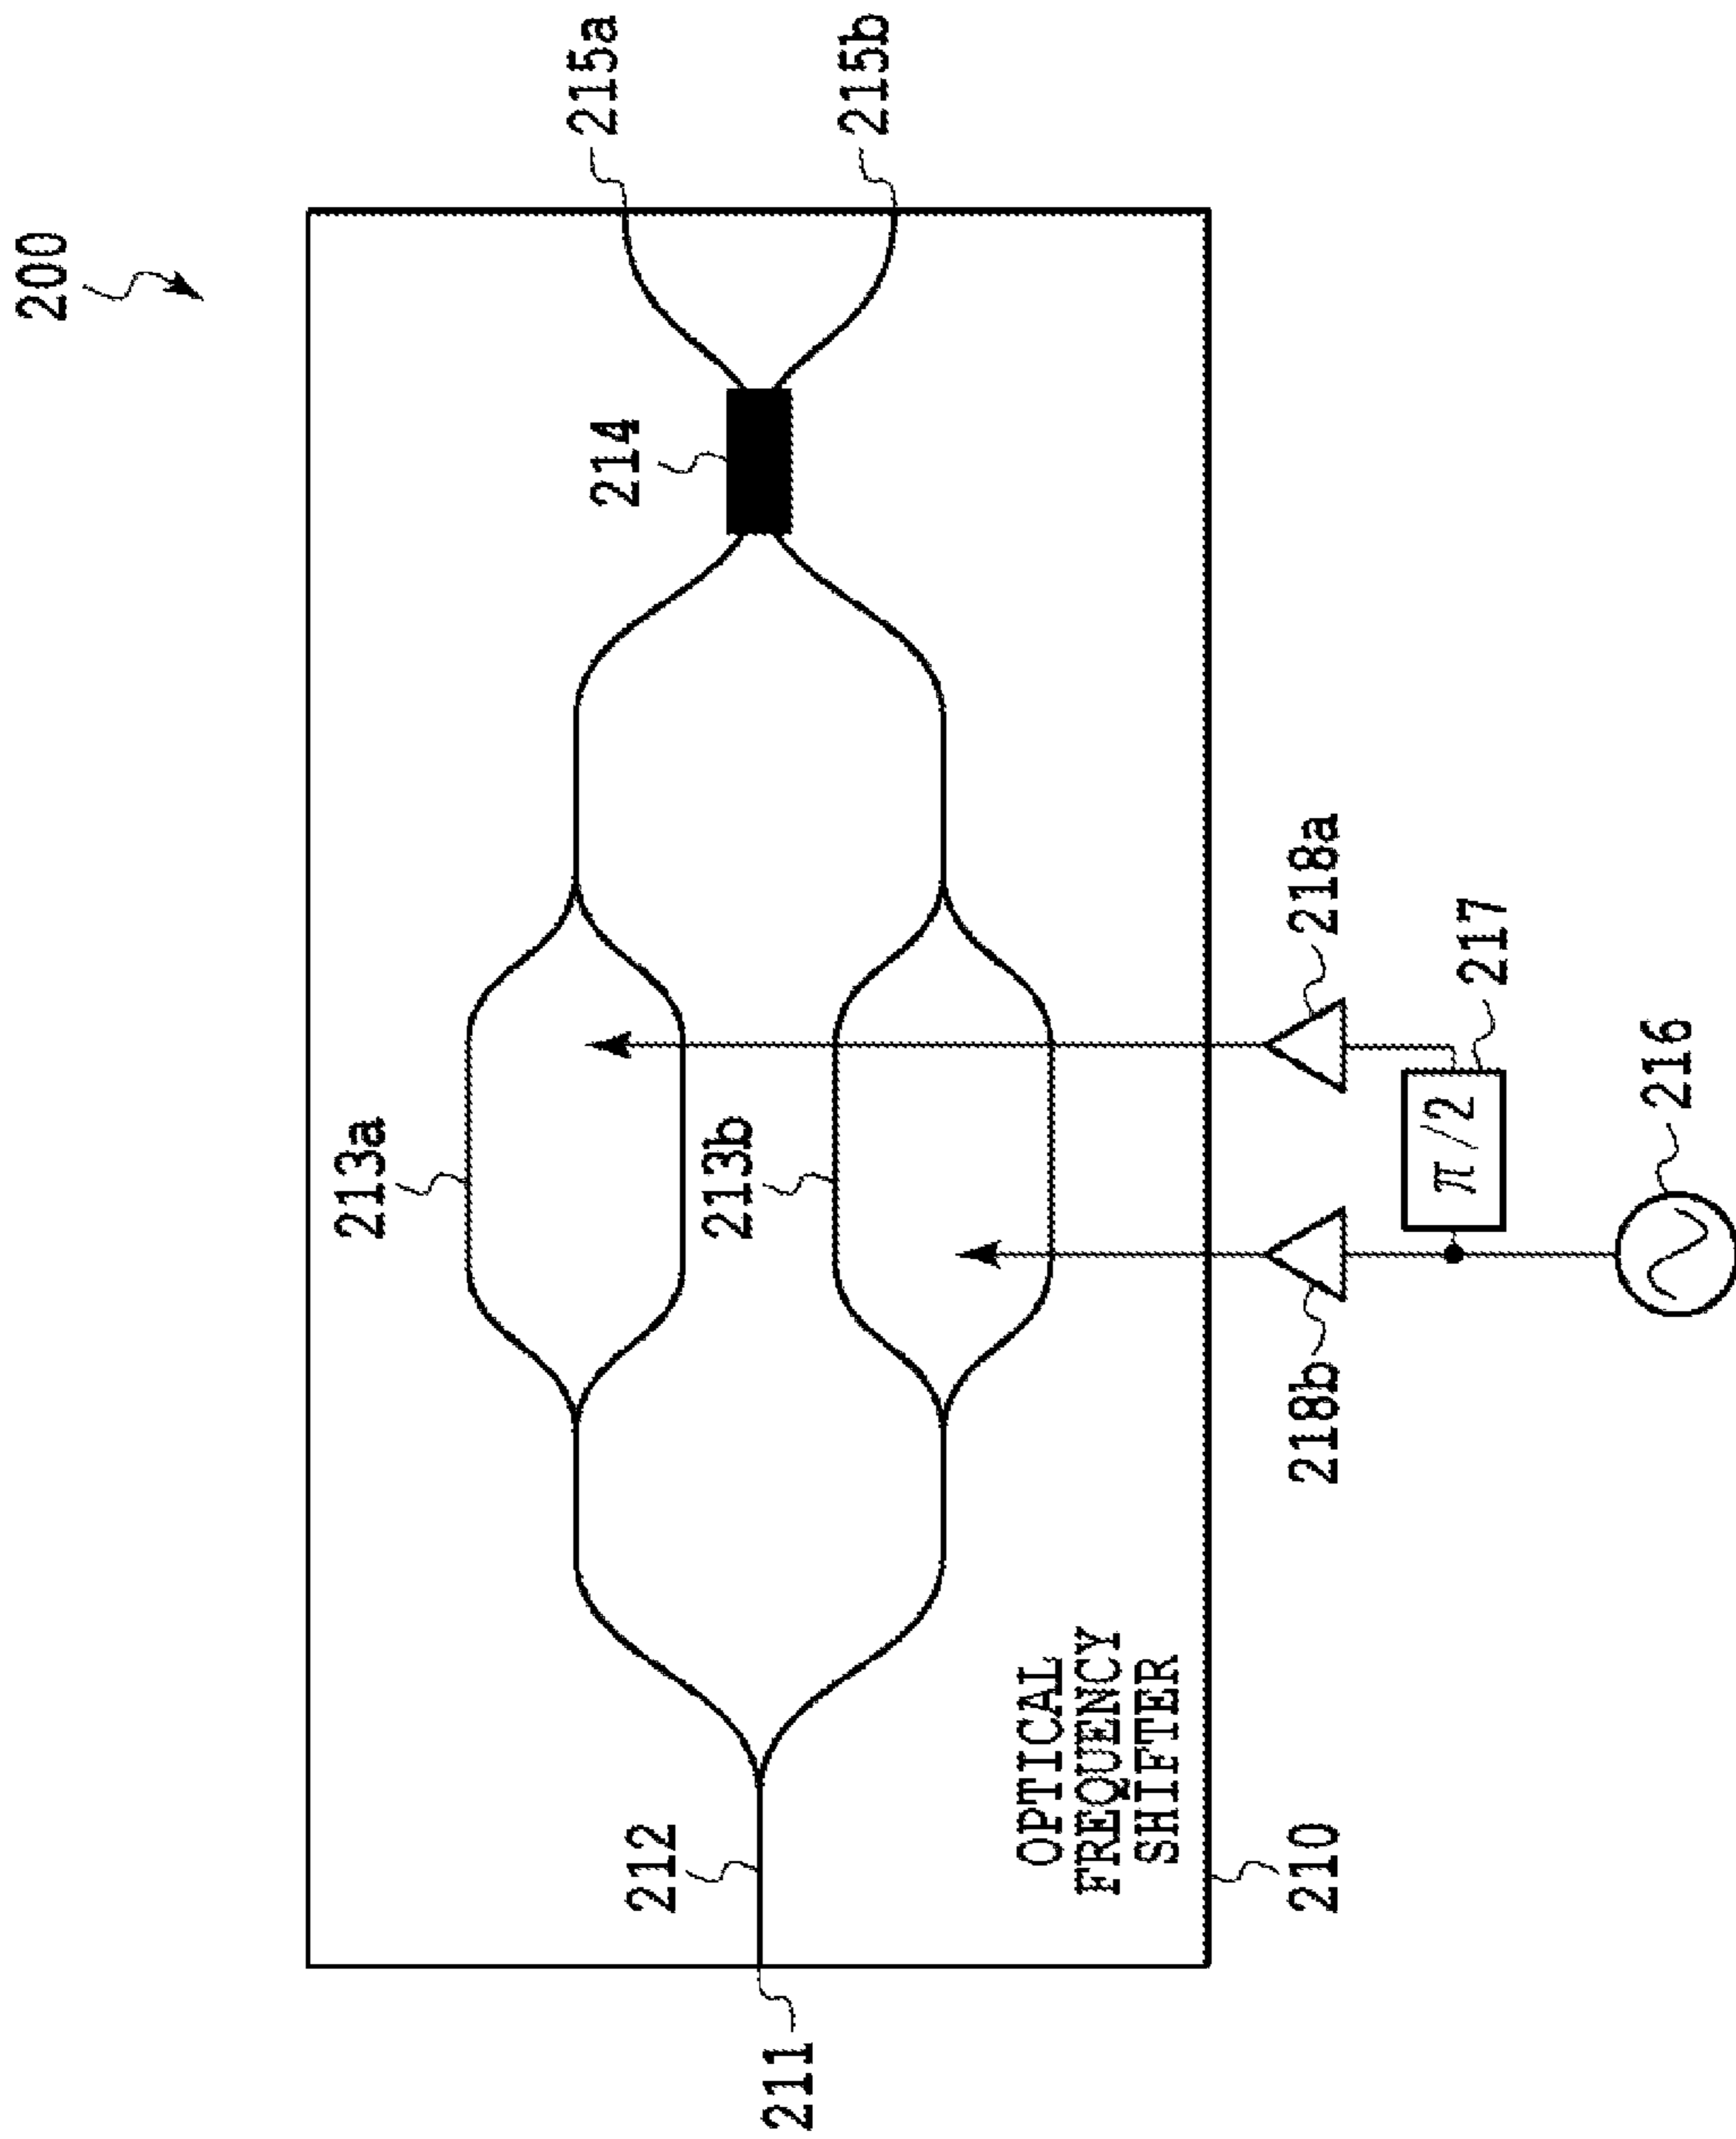 200
215a
215b
214
213a
213b
212
211
OPTICAL
FREQUENCY
SHIFTER
210
218a
218b
π/2
217
216